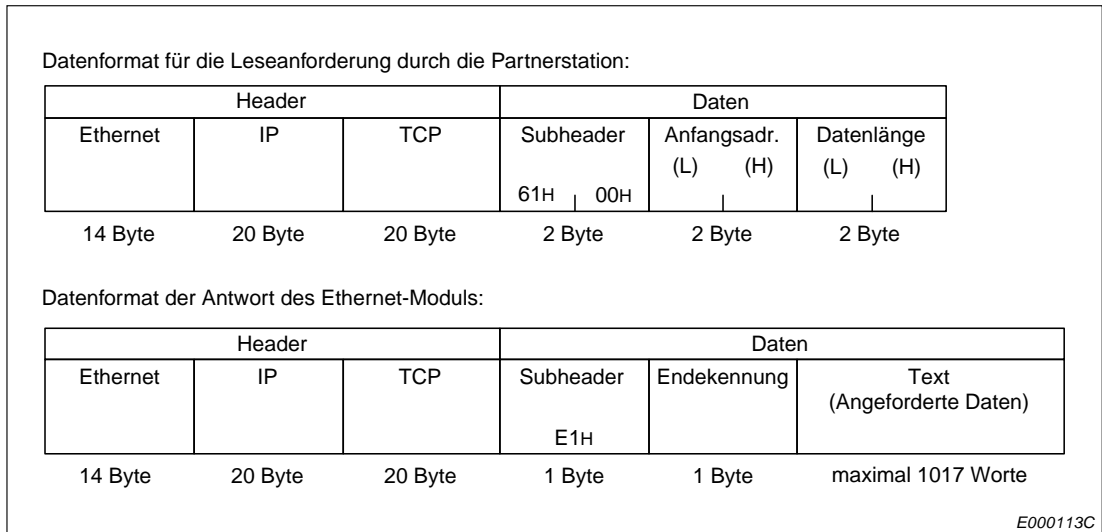 Datenformat für die Leseanforderung durch die Partnerstation:
Header Daten
Ethernet IP TCP Subheader Anfangsadr. Datenlänge
(L) (H) (L) (H)
61H 00H
14 Byte 20 Byte 20 Byte 2 Byte 2 Byte 2 Byte
Datenformat der Antwort des Ethernet-Moduls:
Header Daten
Ethernet IP TCP Subheader Endekennung Text
(Angeforderte Daten)
E1H
14 Byte 20 Byte 20 Byte 1 Byte 1 Byte maximal 1017 Worte
E000113C